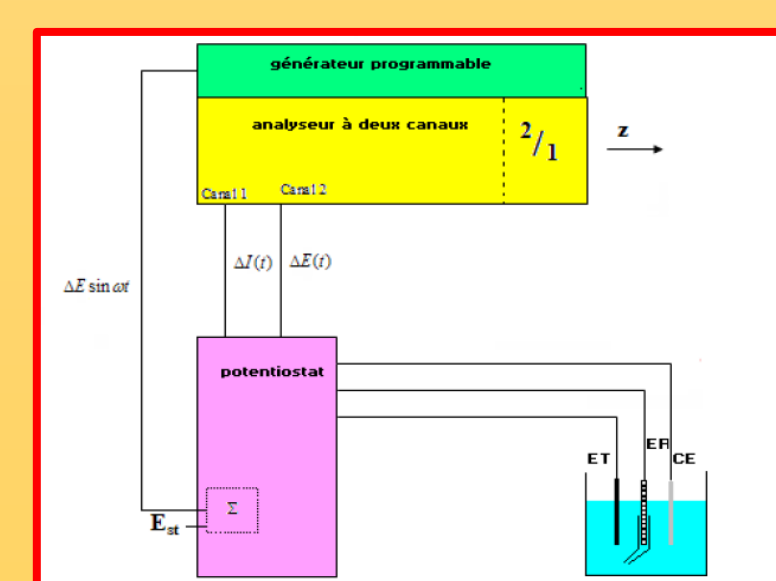 générateur programmable
analyseur à deux canaux
2/1
z
Canal 1
Canal 2
ΔI(t)
ΔE(t)
ΔE sin ωt
potentiostat
Σ
E_st
ET
ER
CE